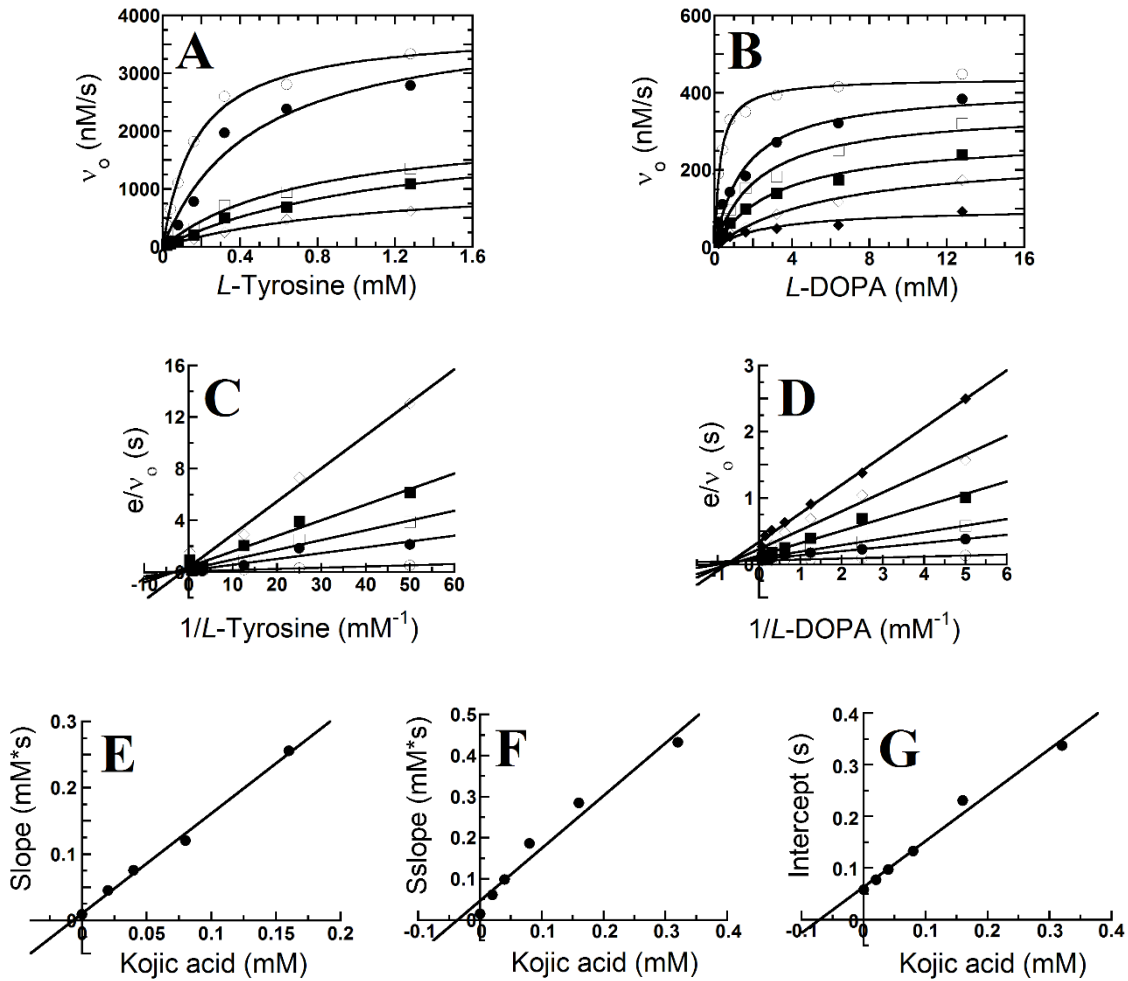 A
ν₀ (nM/s)
4000
3000
2000
1000
0
0 0.4 0.8 1.2 1.6
L-Tyrosine (mM)
B
ν₀ (nM/s)
600
400
200
0
0 4 8 12 16
L-DOPA (mM)
C
e/ν₀ (s)
16
12
8
4
0
-10 0 10 20 30 40 50 60
1/L-Tyrosine (mM⁻¹)
D
e/ν₀ (s)
3
2
1
0
0 1 2 3 4 5 6
1/L-DOPA (mM⁻¹)
E
Slope (mM*s)
0.3
0.2
0.1
0
0 0.05 0.1 0.15 0.2
Kojic acid (mM)
F
Sslope (mM*s)
0.5
0.4
0.3
0.2
0.1
0
-0.1 0 0.1 0.2 0.3 0.4
Kojic acid (mM)
G
Intercept (s)
0.4
0.3
0.2
0.1
0
-0.1 0 0.1 0.2 0.3 0.4
Kojic acid (mM)